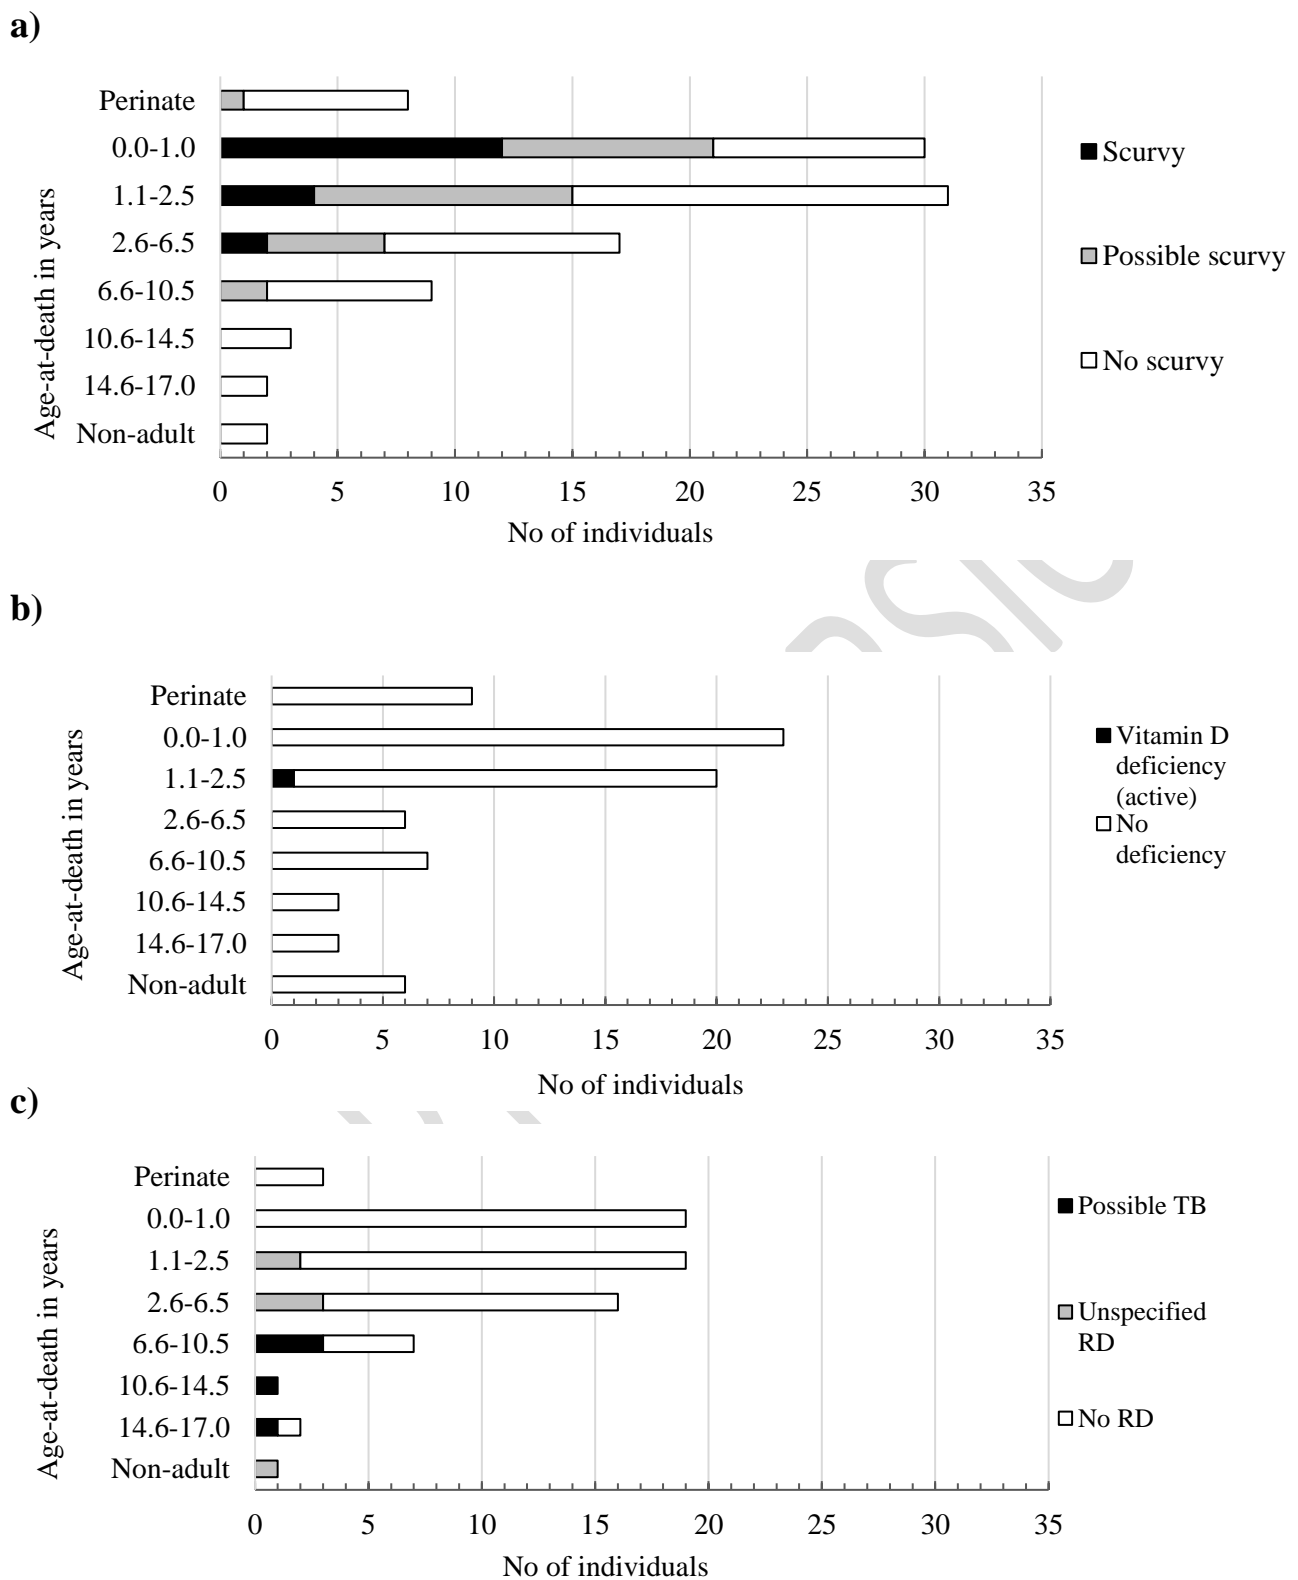 a)
Perinate
0.0-1.0
1.1-2.5
2.6-6.5
6.6-10.5
10.6-14.5
14.6-17.0
Non-adult
Age-at-death in years
0 5 10 15 20 25 30 35
No of individuals
Scurvy
Possible scurvy
No scurvy
b)
Perinate
0.0-1.0
1.1-2.5
2.6-6.5
6.6-10.5
10.6-14.5
14.6-17.0
Non-adult
Age-at-death in years
0 5 10 15 20 25 30 35
No of individuals
Vitamin D
deficiency
(active)
No
deficiency
c)
Perinate
0.0-1.0
1.1-2.5
2.6-6.5
6.6-10.5
10.6-14.5
14.6-17.0
Non-adult
Age-at-death in years
0 5 10 15 20 25 30 35
No of individuals
Possible TB
Unspecified
RD
No RD